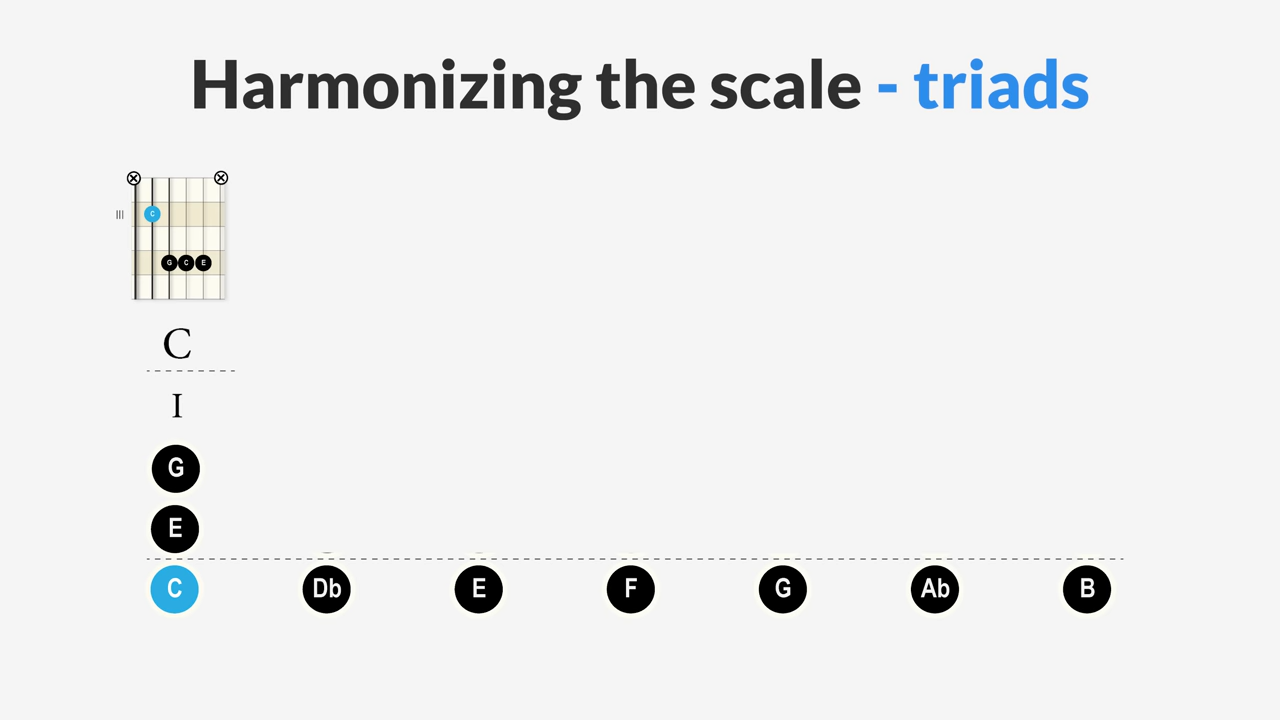 Harmonizing the scale - triads
III
C
G C E
C
I
G
E
C Db E F G Ab B